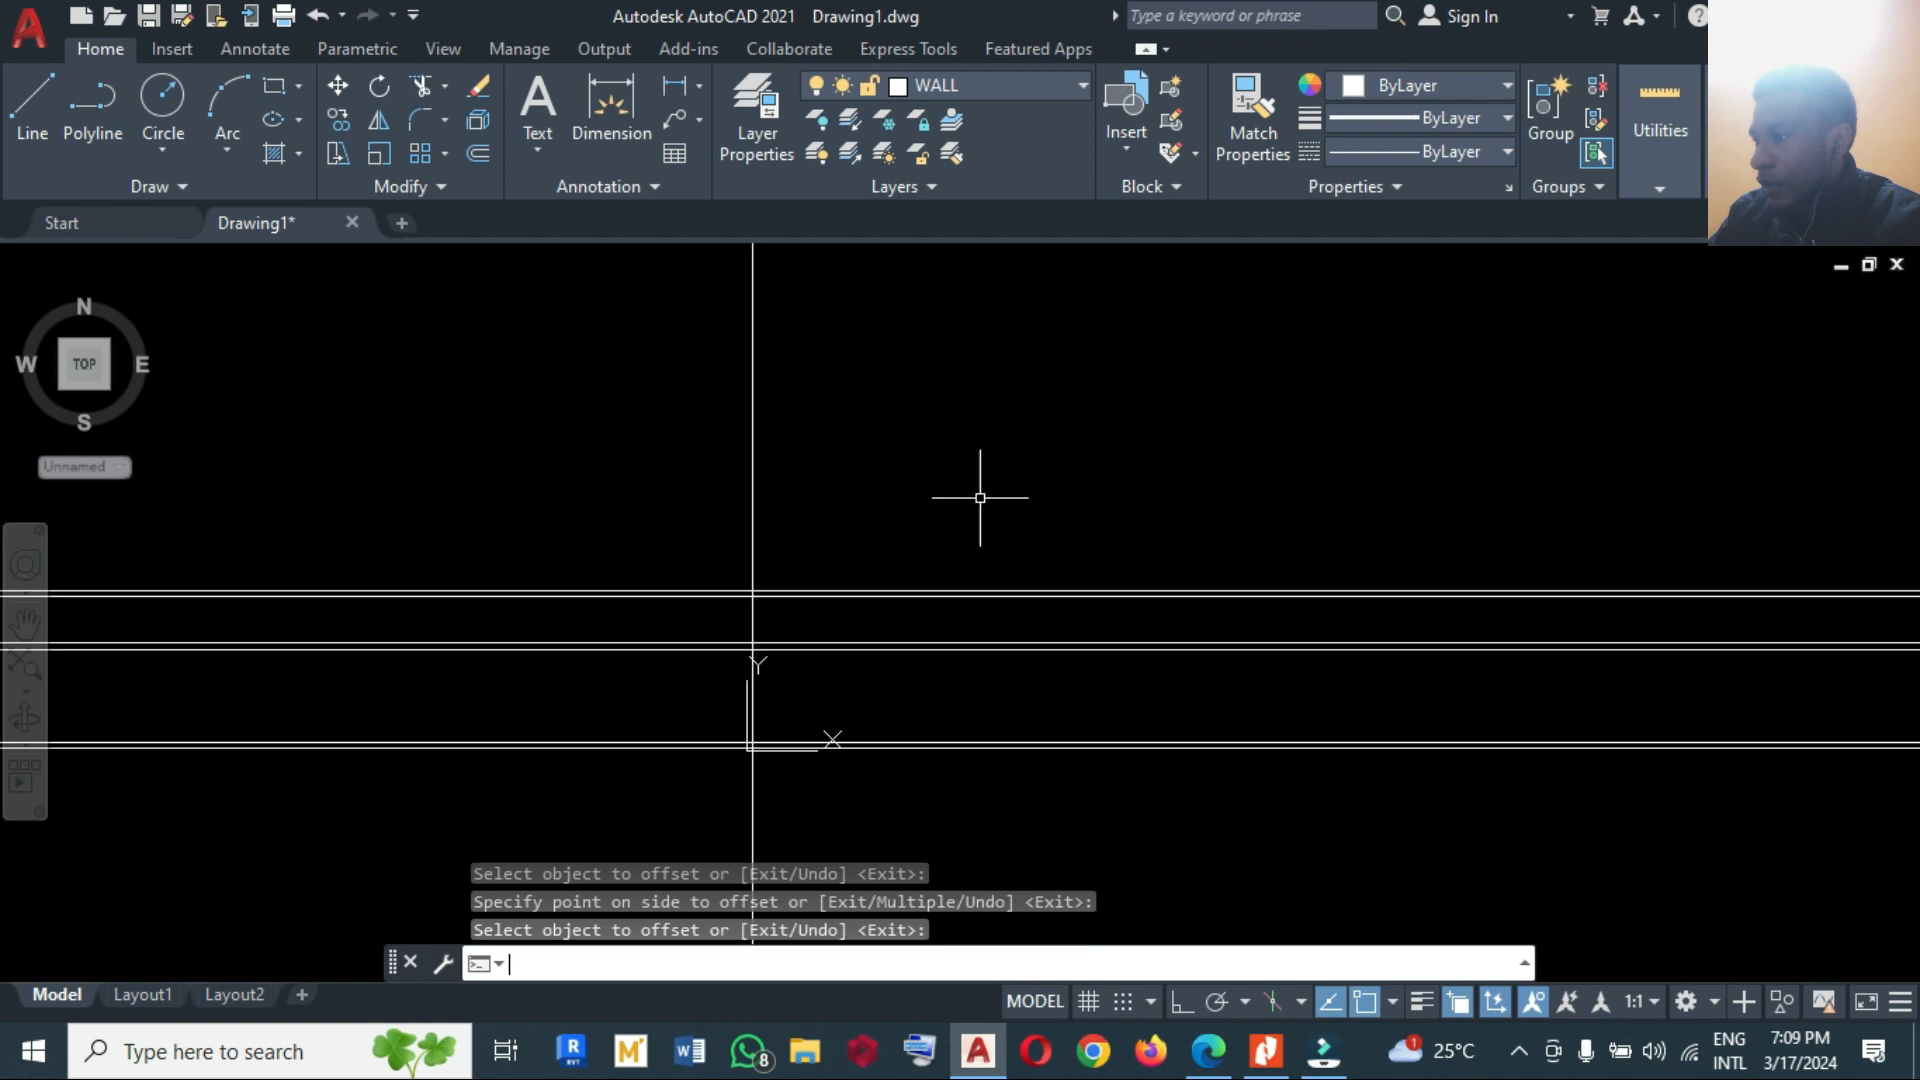 Autodesk AutoCAD 2021 Drawing1.dwg
Type a keyword or phrase
Sign In
Home Insert Annotate Parametric View Manage Output Add-ins Collaborate Express Tools Featured Apps
WALL
ByLayer
ByLayer
ByLayer
Line Polyline Circle Arc
Text Dimension
Layer Properties
Insert
Match Properties
Group
Utilities
Draw Modify Annotation Layers Block Properties Groups
Start Drawing1*
N
W TOP E
S
Unnamed
Y
X
Select object to offset or [Exit/Undo] <Exit>:
Specify point on side to offset or [Exit/Multiple/Undo] <Exit>:
Select object to offset or [Exit/Undo] <Exit>:
Model Layout1 Layout2
MODEL 1:1
Type here to search
8
1
25°C
ENG
INTL
7:09 PM
3/17/2024